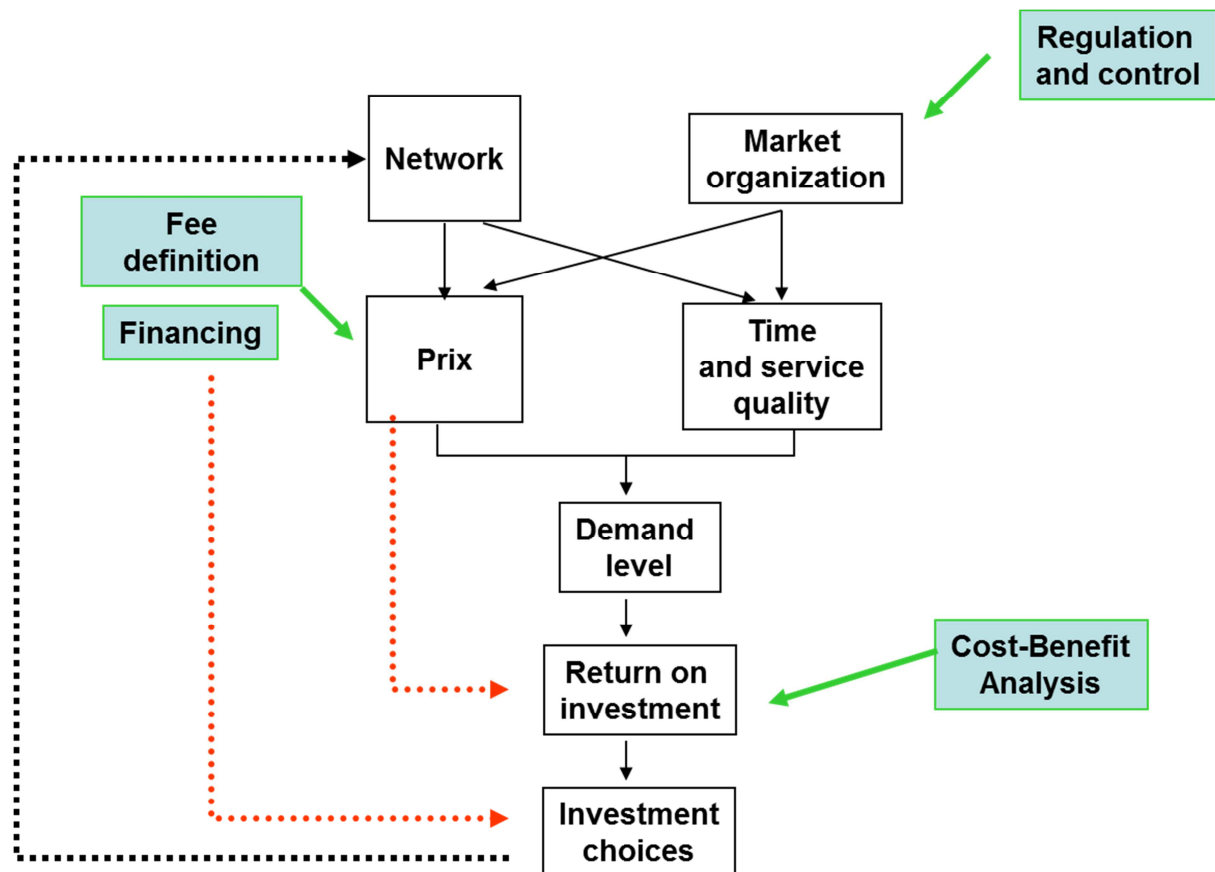 Regulation
and control
Network
Market
organization
Fee
definition
Financing
Prix
Time
and service
quality
Demand
level
Return on
investment
Cost-Benefit
Analysis
Investment
choices